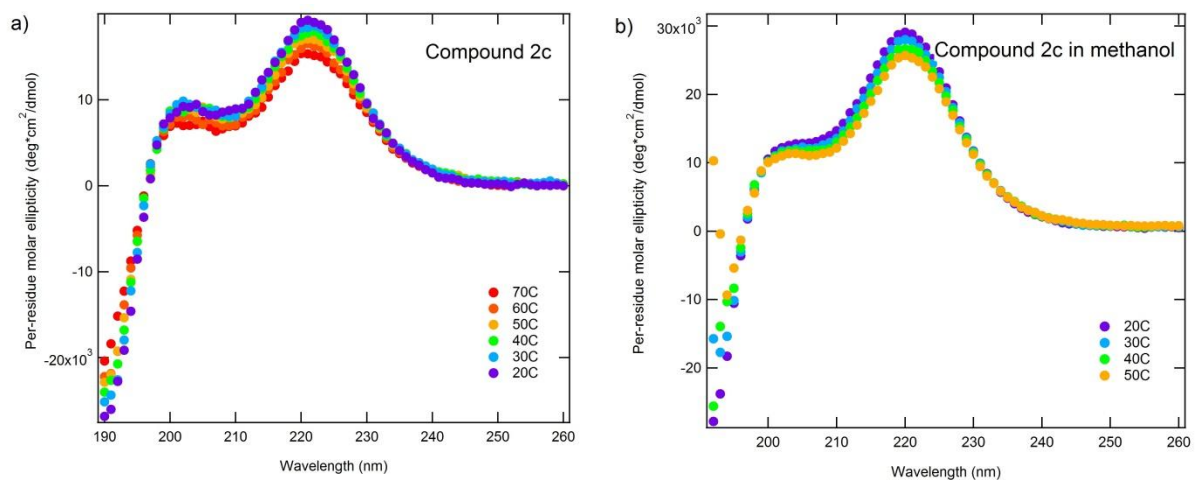 a)
Compound 2c
Per-residue molar ellipticity (deg*cm²/dmol)
10
0
-10
-20x10³
70C
60C
50C
40C
30C
20C
190
200
210
220
230
240
250
260
Wavelength (nm)
b)
Compound 2c in methanol
Per-residue molar ellipticity (deg*cm²/dmol)
30x10³
20
10
0
-10
-20
20C
30C
40C
50C
200
210
220
230
240
250
260
Wavelength (nm)